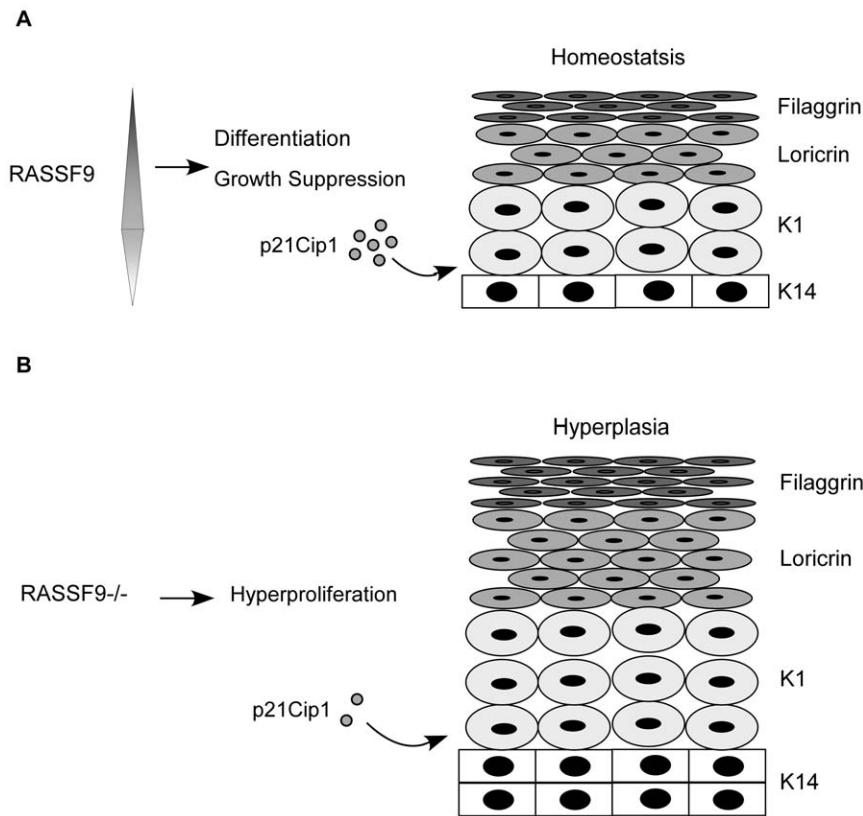 A
Homeostatsis
Filaggrin
Differentiation
Loricrin
RASSF9
Growth Suppression
K1
p21Cip1
K14
B
Hyperplasia
Filaggrin
Loricrin
RASSF9-/-
Hyperproliferation
K1
p21Cip1
K14